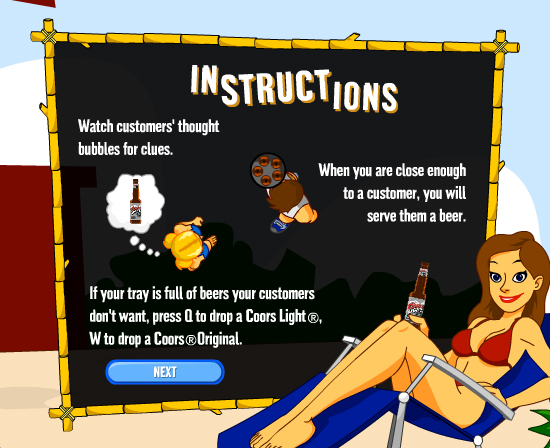 INSTRUCTIONS
Watch customers' thought
bubbles for clues.
When you are close enough
to a customer, you will
serve them a beer.
If your tray is full of beers your customers
don't want, press Q to drop a Coors Light®,
W to drop a Coors®Original.
NEXT